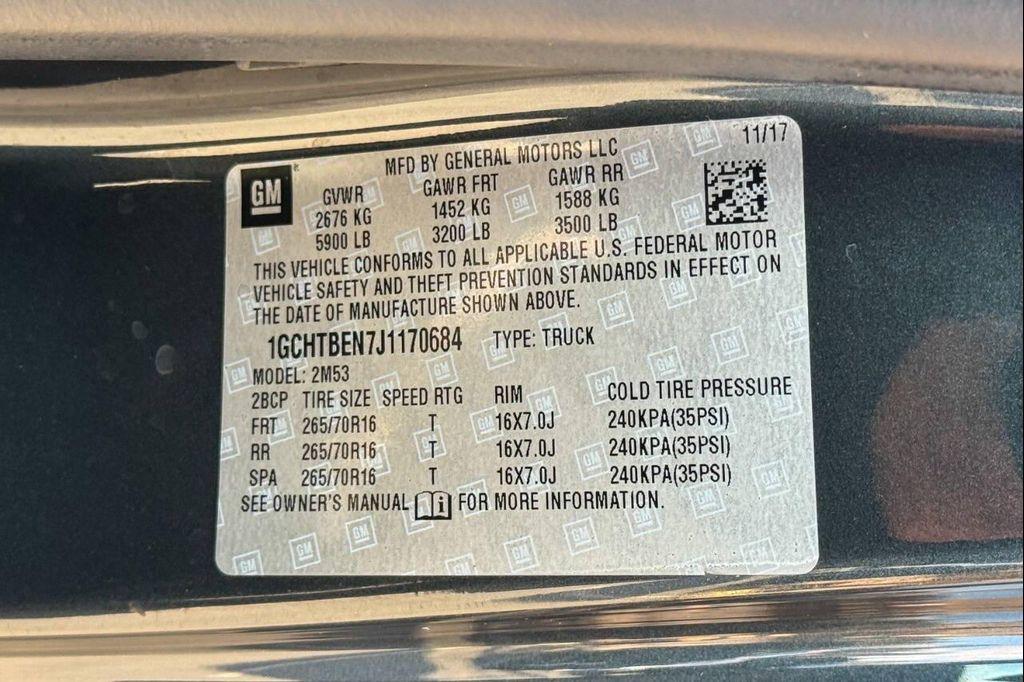 11/17
MFD BY GENERAL MOTORS LLC
GM
GVWR GAWR FRT GAWR RR
2676 KG 1452 KG 1588 KG
5900 LB 3200 LB 3500 LB
THIS VEHICLE CONFORMS TO ALL APPLICABLE U.S. FEDERAL MOTOR
VEHICLE SAFETY AND THEFT PREVENTION STANDARDS IN EFFECT ON
THE DATE OF MANUFACTURE SHOWN ABOVE.
1GCHTBEN7J1170684 TYPE: TRUCK
MODEL: 2M53
2BCP TIRE SIZE SPEED RTG RIM COLD TIRE PRESSURE
FRT 265/70R16 T 16X7.0J 240KPA(35PSI)
RR 265/70R16 T 16X7.0J 240KPA(35PSI)
SPA 265/70R16 T 16X7.0J 240KPA(35PSI)
SEE OWNER'S MANUAL i FOR MORE INFORMATION.